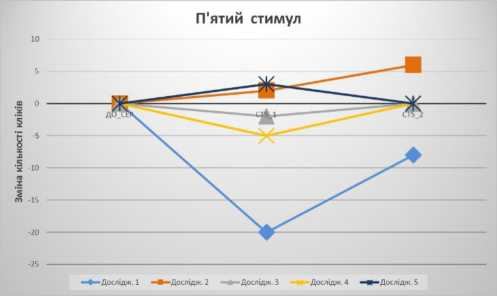 П'ятий стимул
Зміна кількості кліків
10
5
0
-5
-10
-15
-20
-25
ДО_СЕР
СТ5_1
СТ5_2
Дослідж. 1
Дослідж. 2
Дослідж. 3
Дослідж. 4
Дослідж. 5